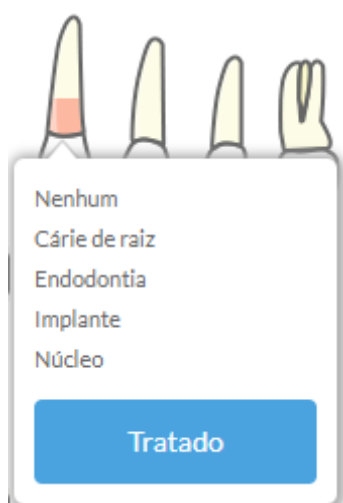 Nenhum
Cárie de raiz
Endodontia
Implante
Núcleo
Tratado